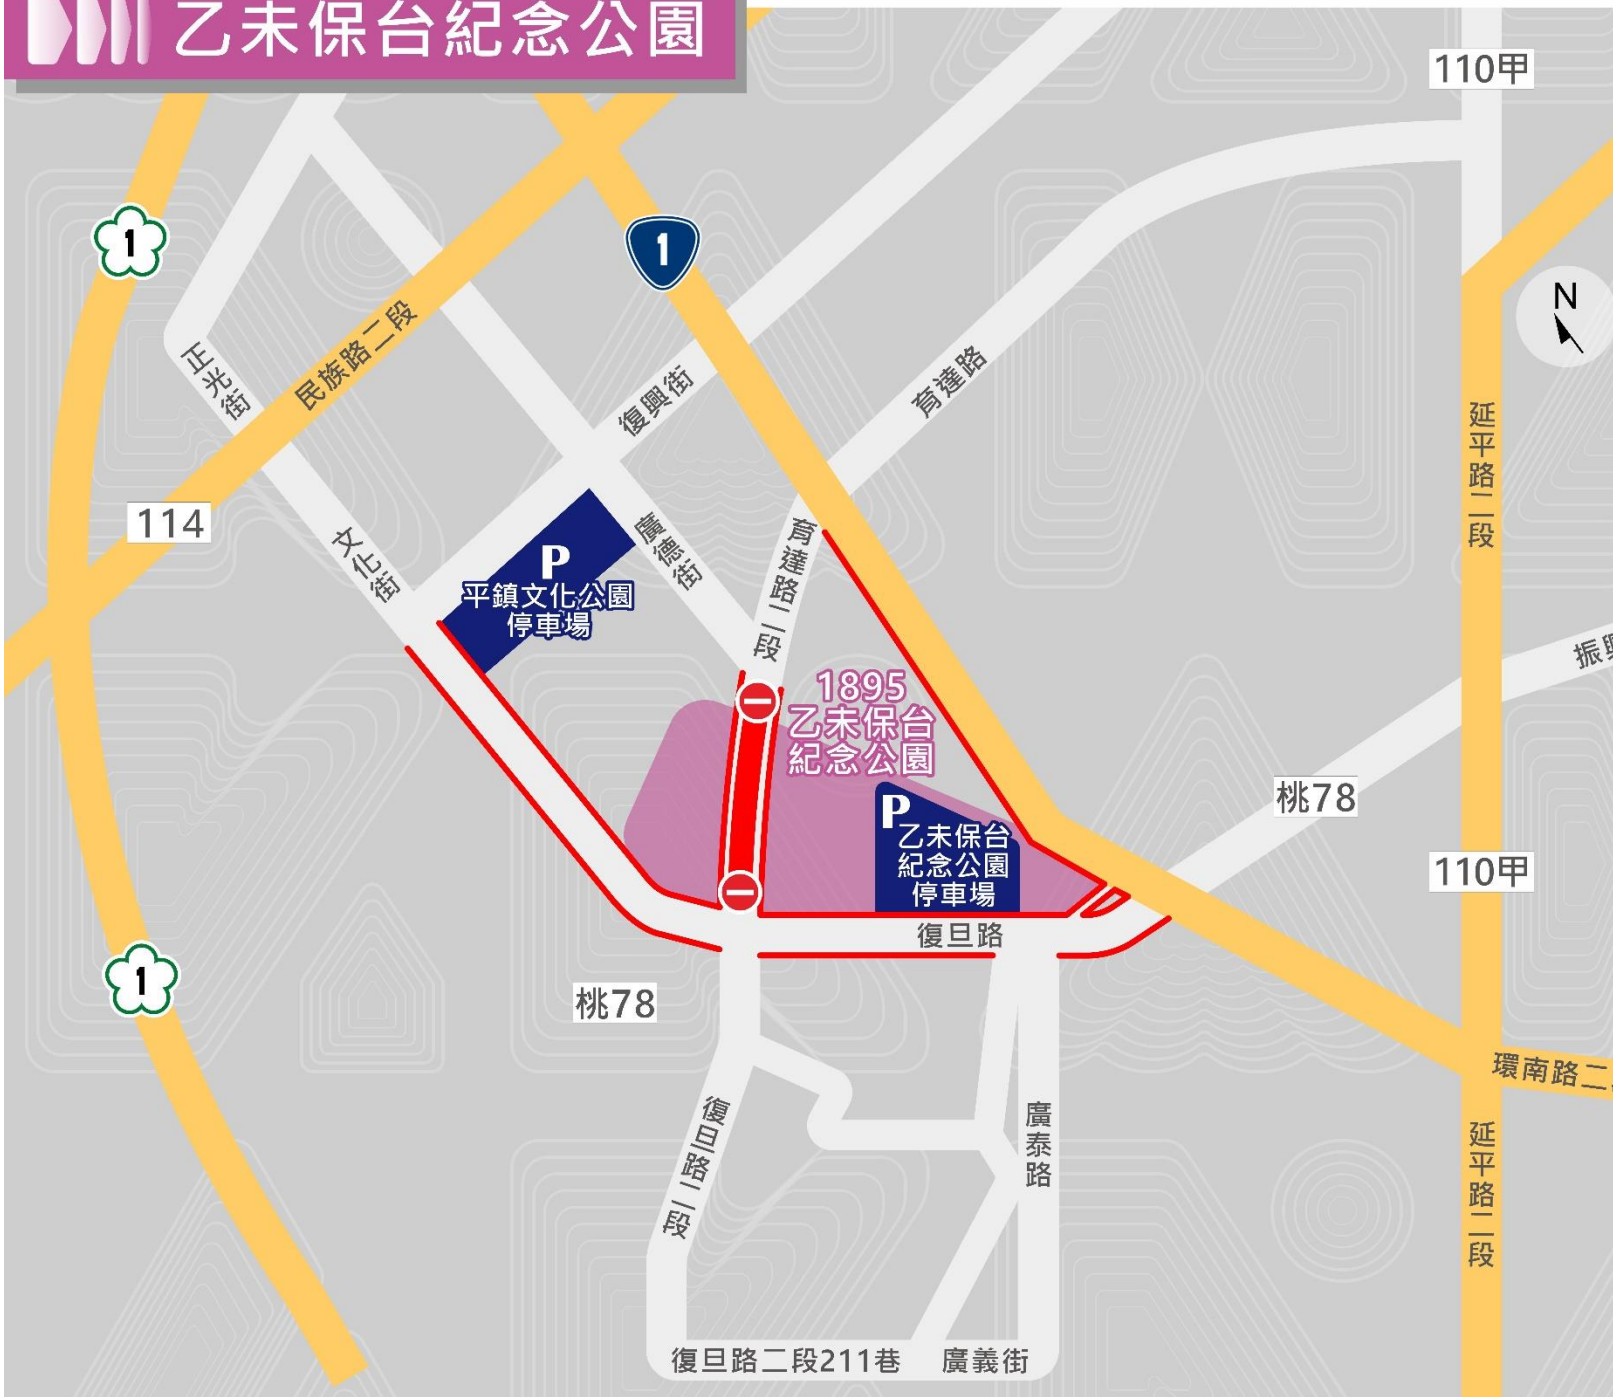 乙未保台紀念公園
110甲
1
1
N
正光街
民族路二段
復興街
育達路
延平路二段
114
文化街
P
平鎮文化公園
停車場
廣德街
育達路二段
振興
1895
乙未保台
紀念公園
桃78
P
乙未保台
紀念公園
停車場
110甲
復旦路
1
桃78
環南路二
復旦路二段
廣泰路
延平路二段
復旦路二段211巷
廣義街